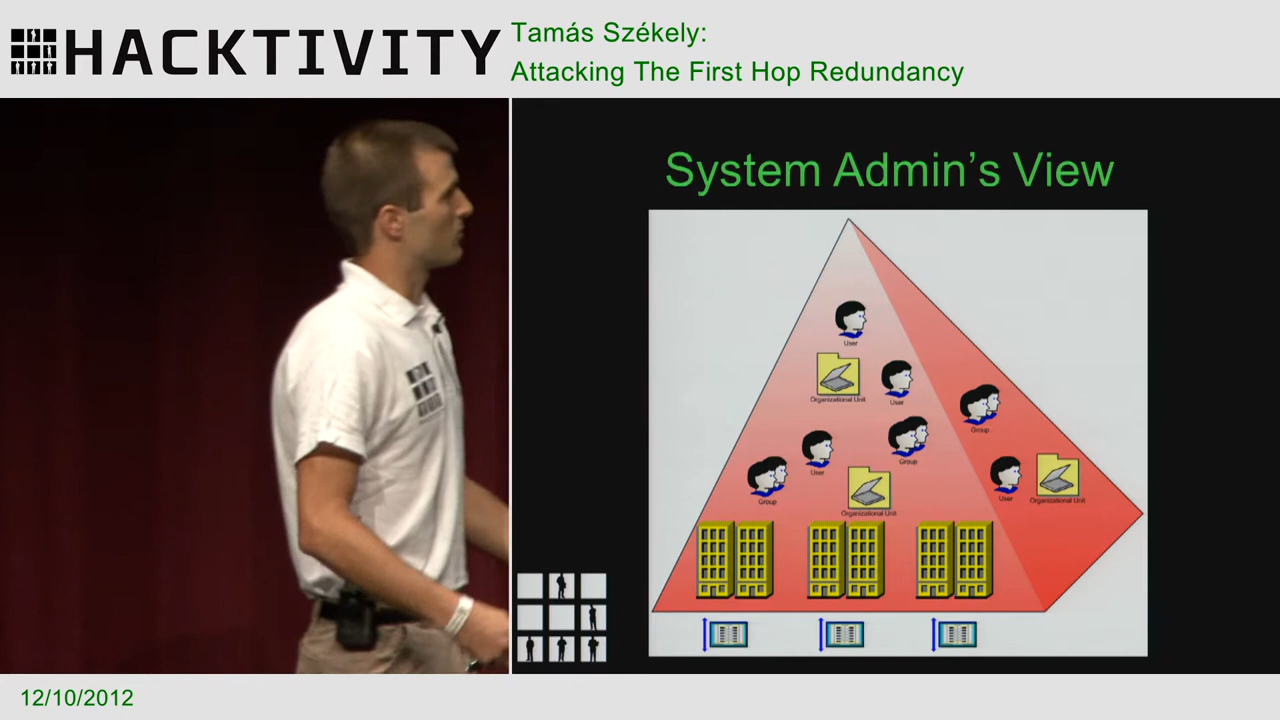 HACKTIVITY
Tamás Székely:
Attacking The First Hop Redundancy
System Admin’s View
User
Organizational Unit
User
Group
Group
User
Group
Organizational Unit
User
Organizational Unit
12/10/2012